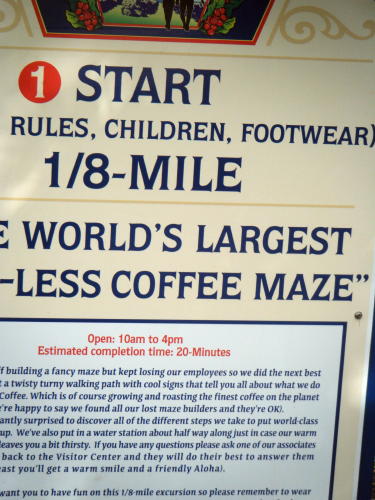 1 START
RULES, CHILDREN, FOOTWEAR)
1/8-MILE
E WORLD'S LARGEST
-LESS COFFEE MAZE"
Open: 10am to 4pm
Estimated completion time: 20-Minutes
f building a fancy maze but kept losing our employees so we did the next best
t a twisty turny walking path with cool signs that tell you all about what we do
Coffee. Which is of course growing and roasting the finest coffee on the planet
're happy to say we found all our lost maze builders and they're OK).
antly surprised to discover all of the different steps we take to put world-class
up. We've also put in a water station about half way along just in case our warm
leaves you a bit thirsty. If you have any questions please ask one of our associates
back to the Visitor Center and they will do their best to answer them
east you'll get a warm smile and a friendly Aloha).
want you to have fun on this 1/8-mile excursion so please remember to wear